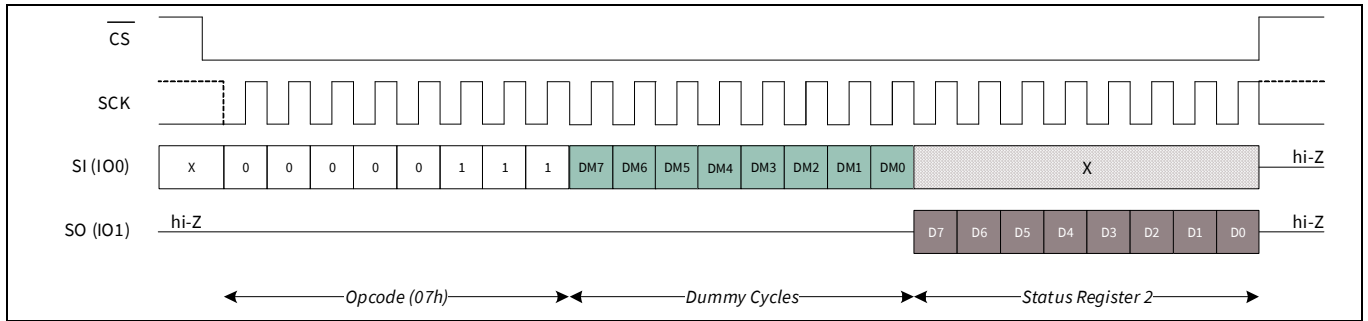 CS
SCK
SI (IO0) X 0 0 0 0 0 1 1 1 DM7 DM6 DM5 DM4 DM3 DM2 DM1 DM0 X hi-Z
SO (IO1) hi-Z D7 D6 D5 D4 D3 D2 D1 D0 hi-Z
Opcode (07h) Dummy Cycles Status Register 2